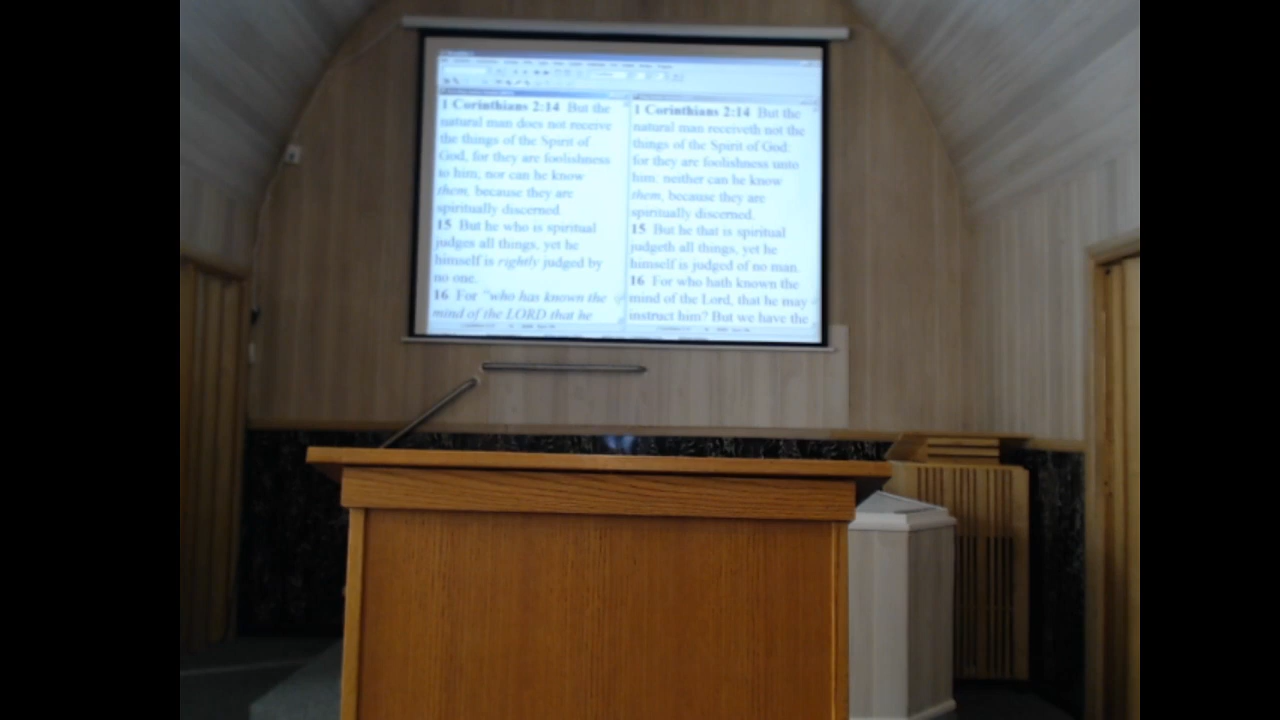 1 Corinthians 2:14 But the
natural man does not receive
the things of the Spirit of
God, for they are foolishness
to him; nor can he know
them, because they are
spiritually discerned.
15 But he who is spiritual
judges all things, yet he
himself is rightly judged by
no one.
16 For "who has known the
mind of the LORD that he
1 Corinthians 2:14 But the
natural man receiveth not the
things of the Spirit of God:
for they are foolishness unto
him: neither can he know
them, because they are
spiritually discerned.
15 But he that is spiritual
judgeth all things, yet he
himself is judged of no man.
16 For who hath known the
mind of the Lord, that he may
instruct him? But we have the